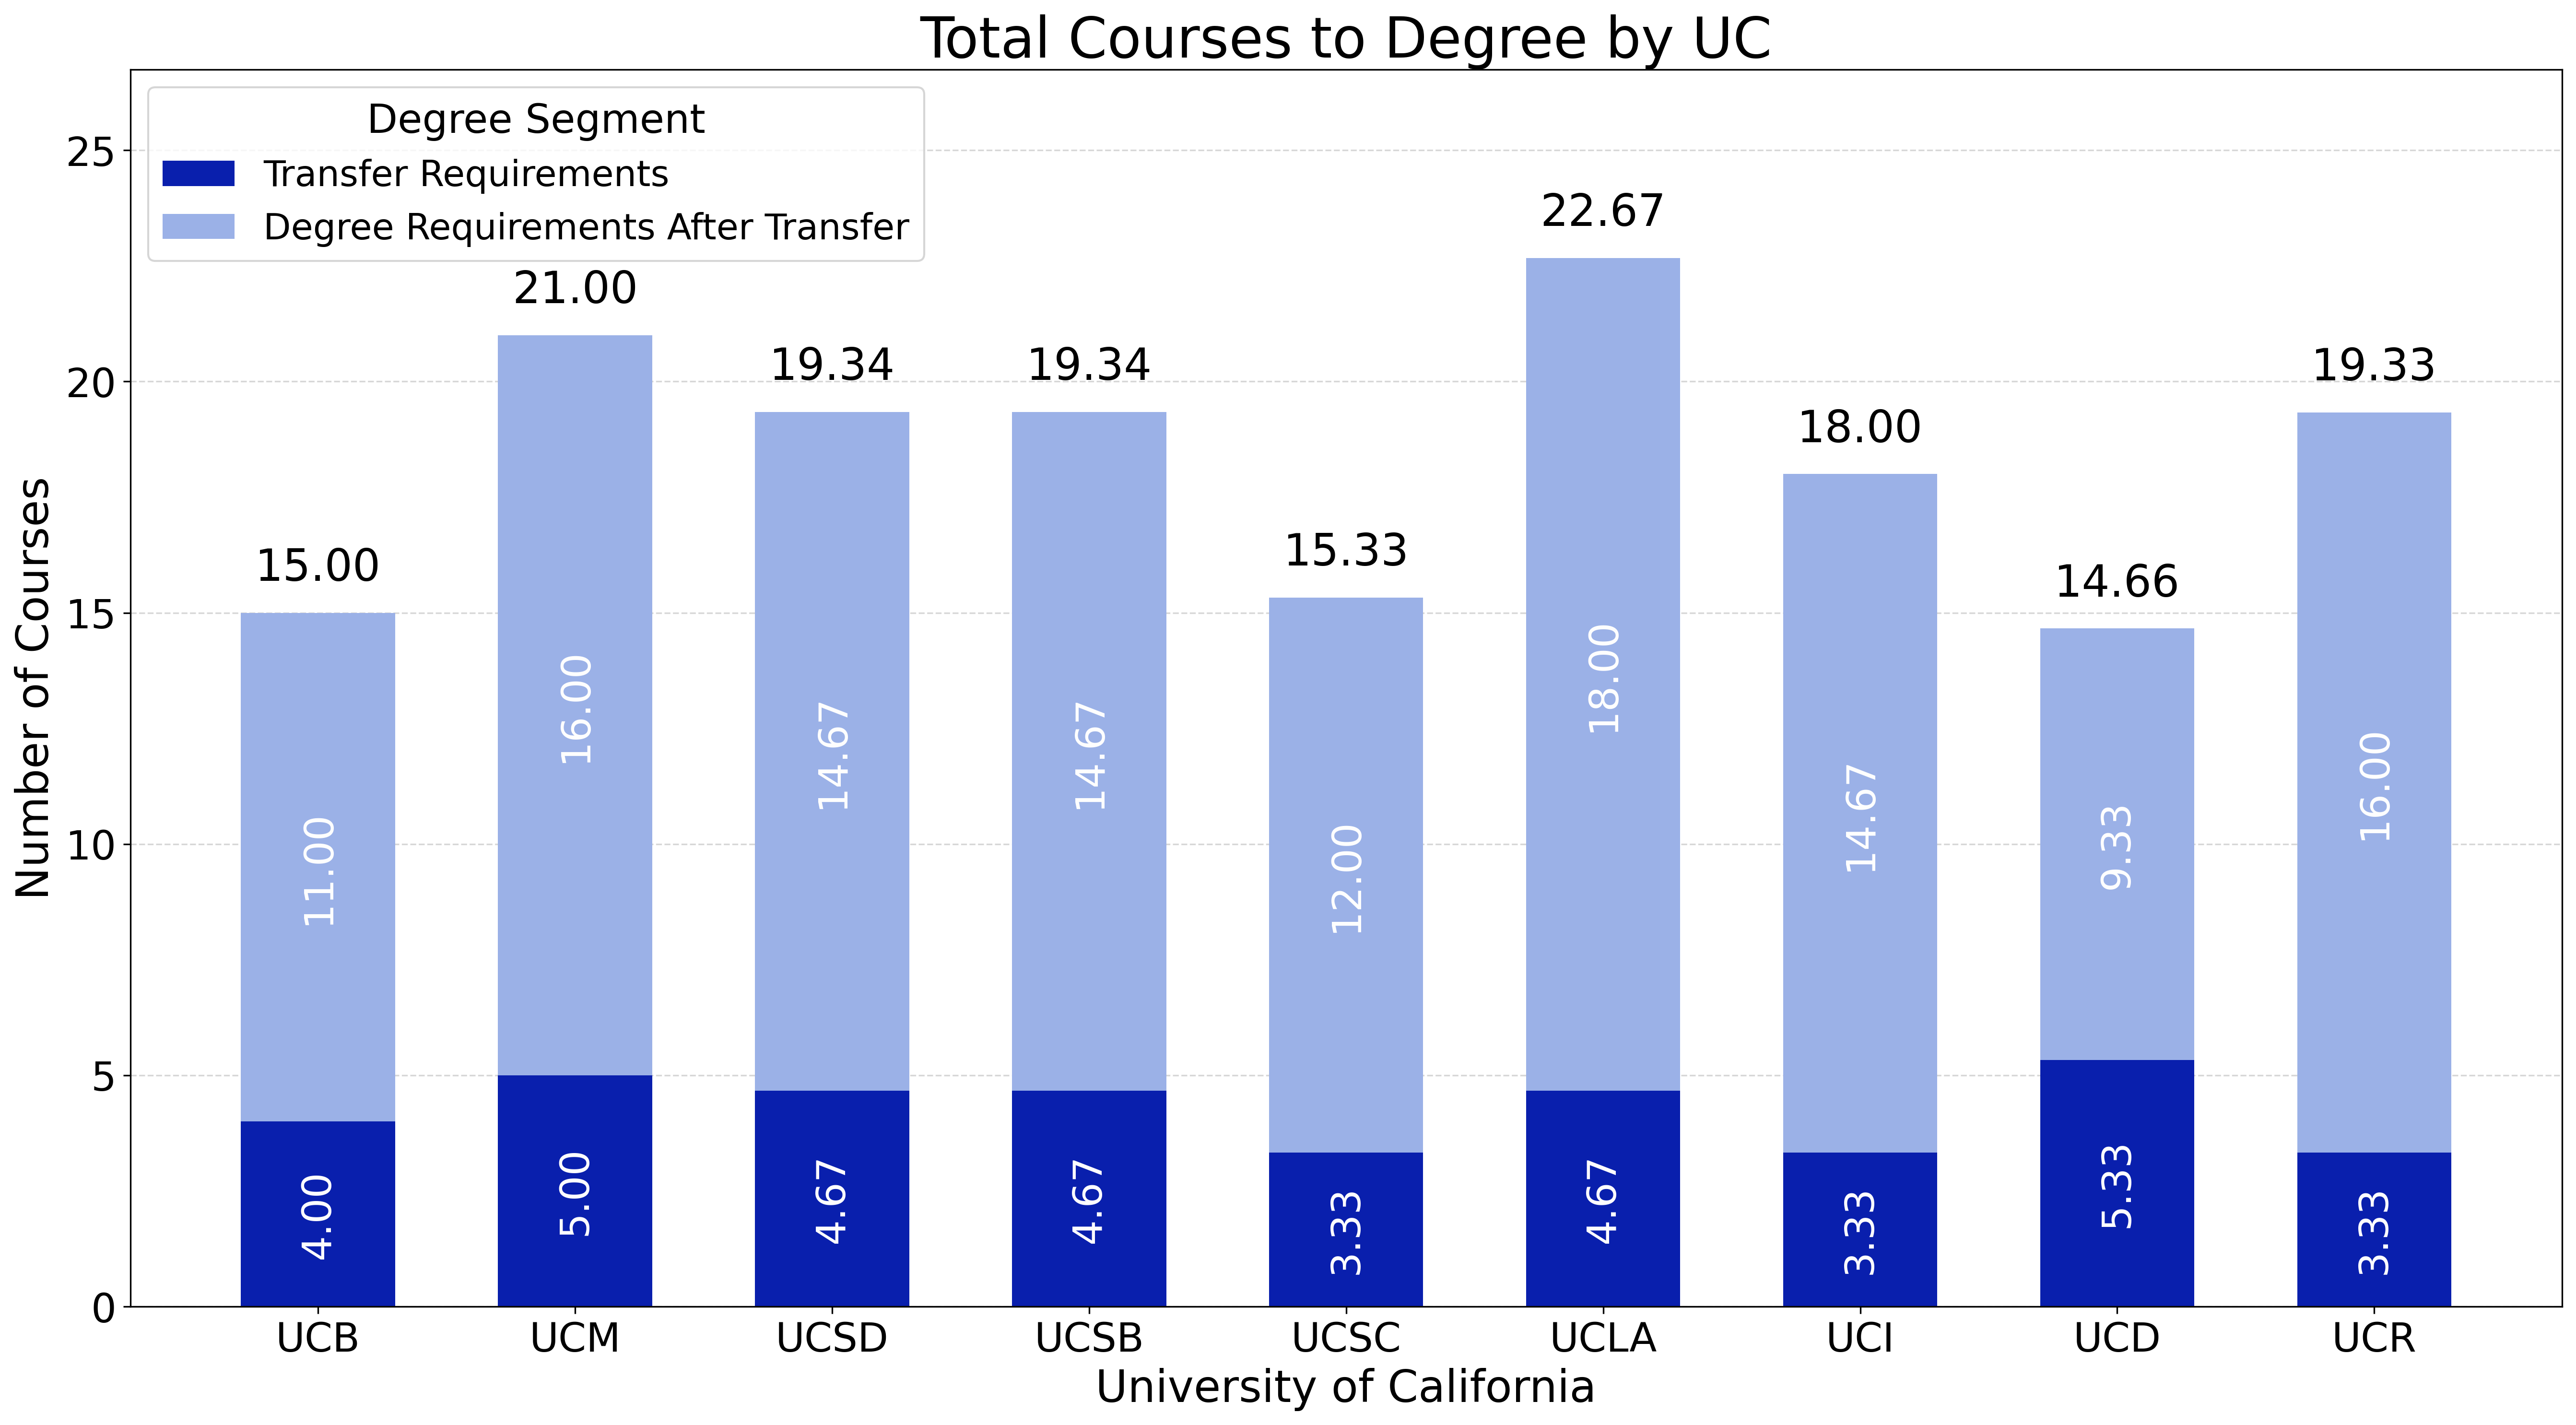 Total Courses to Degree by UC
Degree Segment
Transfer Requirements
Degree Requirements After Transfer
Number of Courses
25
20
15
10
5
0
15.00
21.00
19.34
19.34
15.33
22.67
18.00
14.66
19.33
11.00
16.00
14.67
14.67
12.00
18.00
14.67
9.33
16.00
4.00
5.00
4.67
4.67
3.33
4.67
3.33
5.33
3.33
UCB
UCM
UCSD
UCSB
UCSC
UCLA
UCI
UCD
UCR
University of California